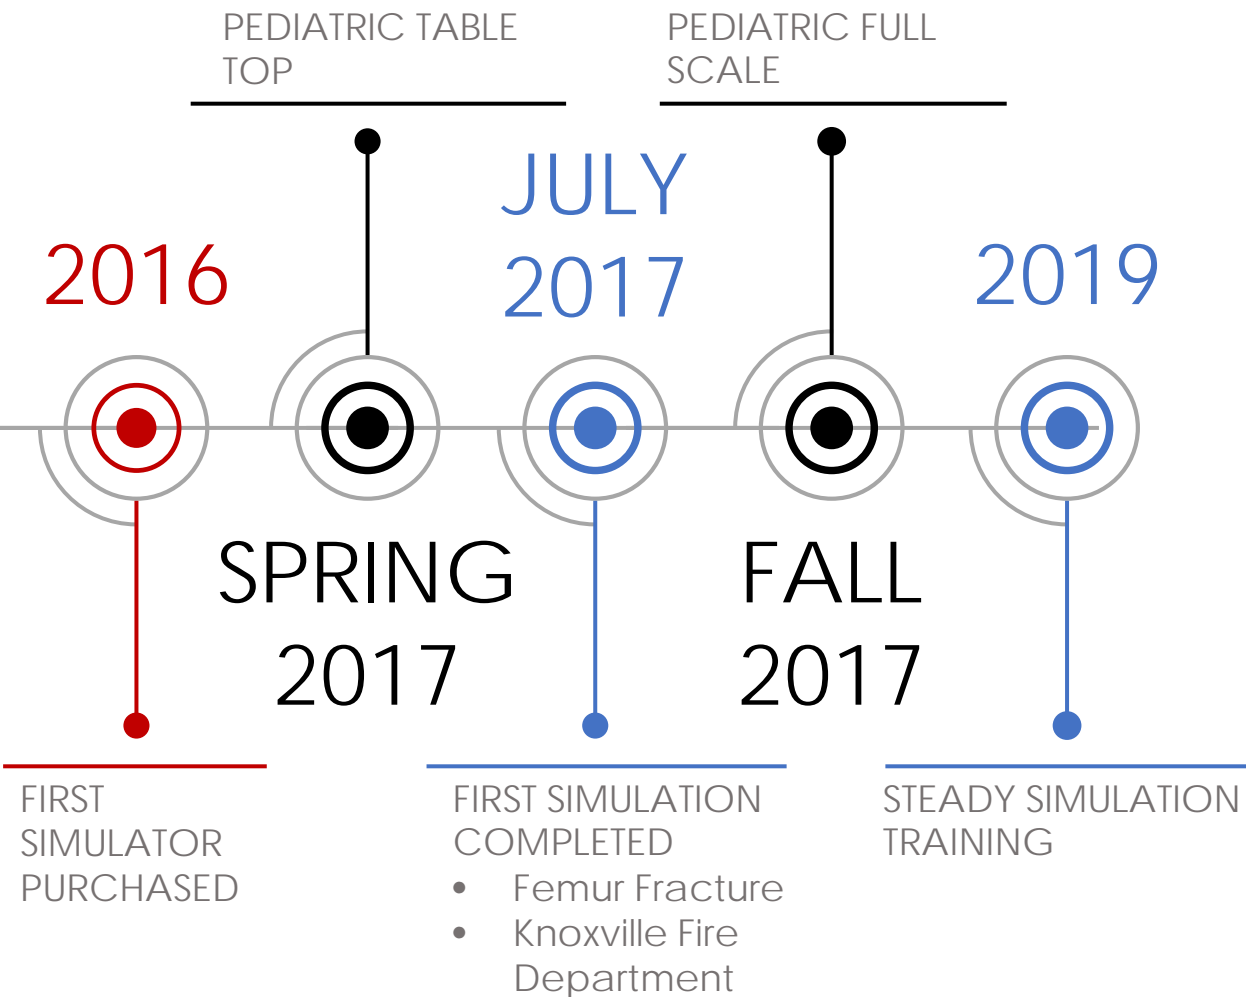 PEDIATRIC TABLE
TOP
PEDIATRIC FULL
SCALE
2016
JULY
2017
2019
SPRING
2017
FALL
2017
FIRST
SIMULATOR
PURCHASED
FIRST SIMULATION
COMPLETED
• Femur Fracture
• Knoxville Fire
Department
STEADY SIMULATION
TRAINING